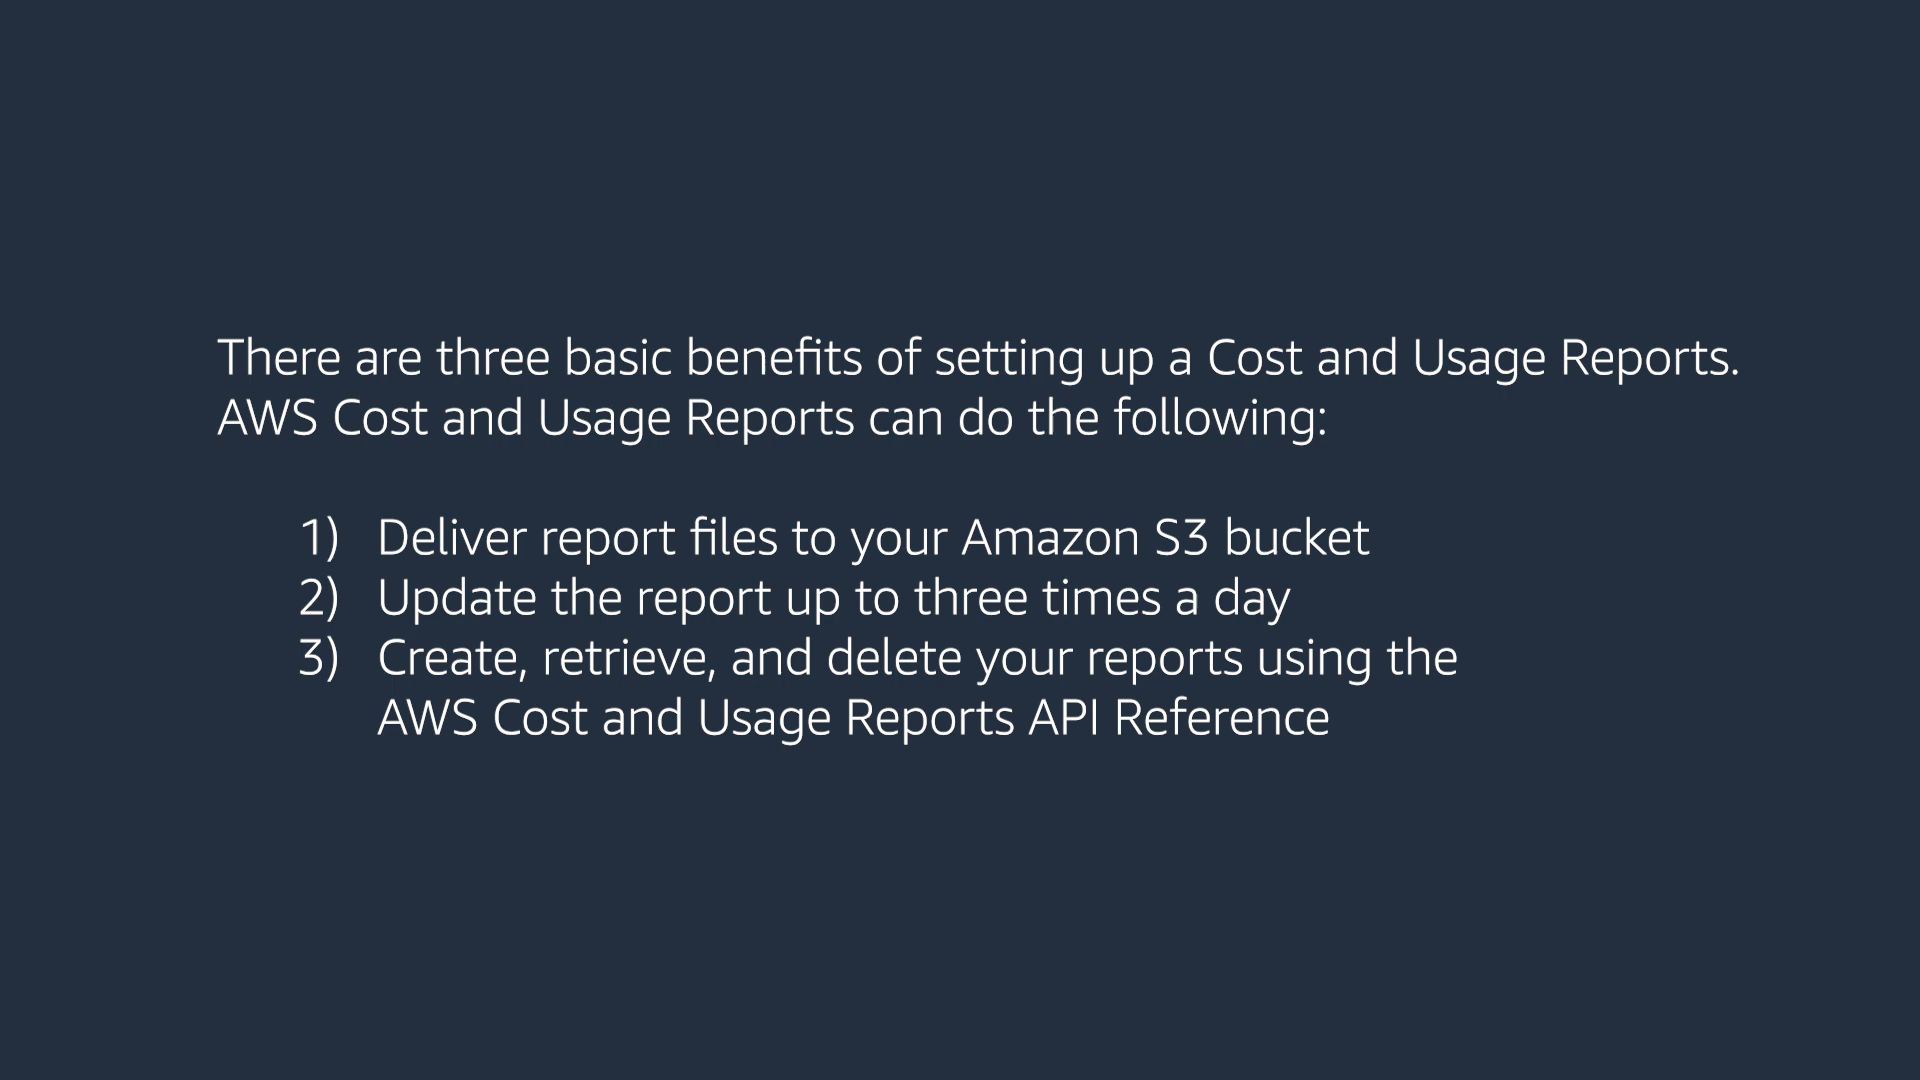 There are three basic benefits of setting up a Cost and Usage Reports.
AWS Cost and Usage Reports can do the following:
1) Deliver report files to your Amazon S3 bucket
2) Update the report up to three times a day
3) Create, retrieve, and delete your reports using the
AWS Cost and Usage Reports API Reference